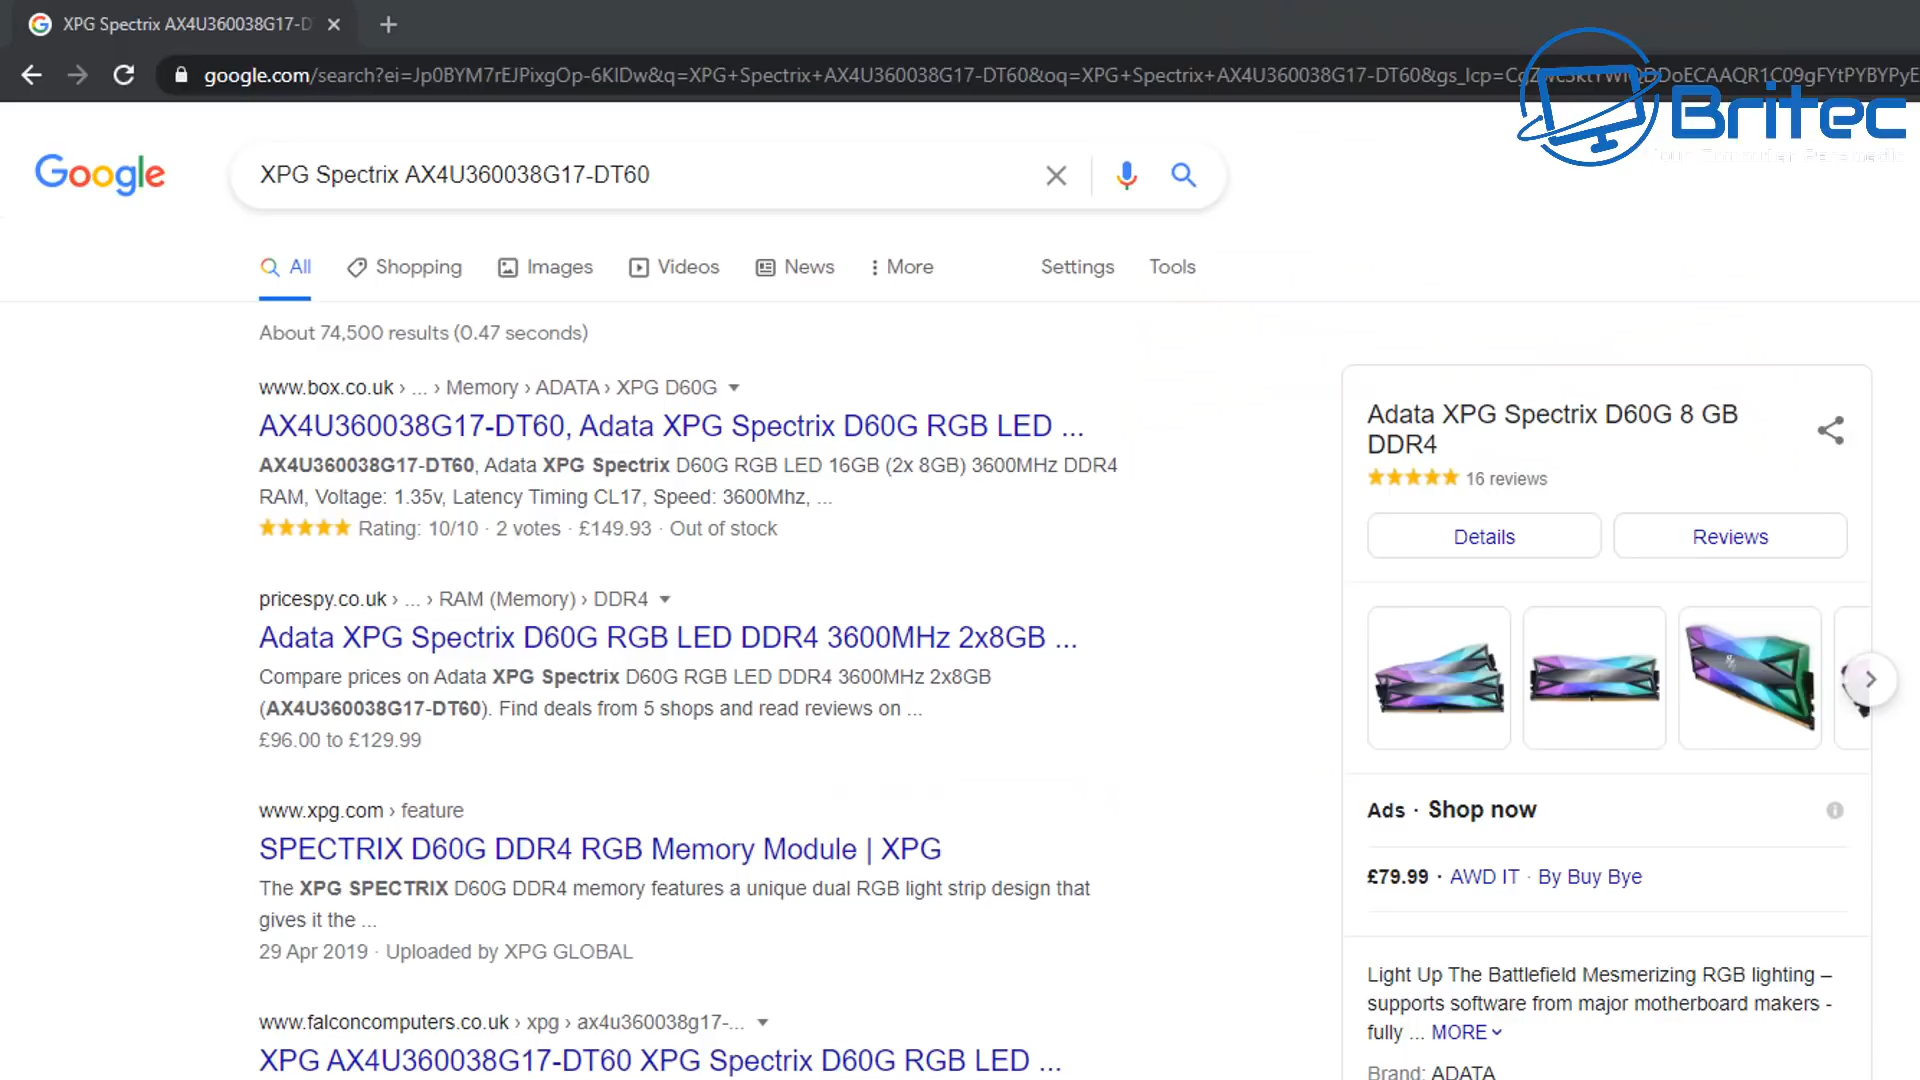 XPG Spectrix AX4U360038G17-D
google.com/search?ei=Jp0BYM7rEJPixgOp-6KIDw&q=XPG+Spectrix+AX4U360038G17-DT60&oq=XPG+Spectrix+AX4U360038G17-DT60&gs_lcp=
Britec
Google
XPG Spectrix AX4U360038G17-DT60
All Shopping Images Videos News More Settings Tools
About 74,500 results (0.47 seconds)
www.box.co.uk › ... › Memory › ADATA › XPG D60G
AX4U360038G17-DT60, Adata XPG Spectrix D60G RGB LED ...
AX4U360038G17-DT60, Adata XPG Spectrix D60G RGB LED 16GB (2x 8GB) 3600MHz DDR4
RAM, Voltage: 1.35v, Latency Timing CL17, Speed: 3600Mhz, ...
Rating: 10/10 · 2 votes · £149.93 · Out of stock
pricespy.co.uk › ... › RAM (Memory) › DDR4
Adata XPG Spectrix D60G RGB LED DDR4 3600MHz 2x8GB ...
Compare prices on Adata XPG Spectrix D60G RGB LED DDR4 3600MHz 2x8GB
(AX4U360038G17-DT60). Find deals from 5 shops and read reviews on ...
£96.00 to £129.99
www.xpg.com › feature
SPECTRIX D60G DDR4 RGB Memory Module | XPG
The XPG SPECTRIX D60G DDR4 memory features a unique dual RGB light strip design that
gives it the ...
29 Apr 2019 · Uploaded by XPG GLOBAL
www.falconcomputers.co.uk › xpg › ax4u360038g17-...
XPG AX4U360038G17-DT60 XPG Spectrix D60G RGB LED ...
Adata XPG Spectrix D60G 8 GB
DDR4
16 reviews
Details Reviews
Ads · Shop now
£79.99 · AWD IT · By Buy Bye
Light Up The Battlefield Mesmerizing RGB lighting –
supports software from major motherboard makers -
fully ... MORE
Brand: ADATA